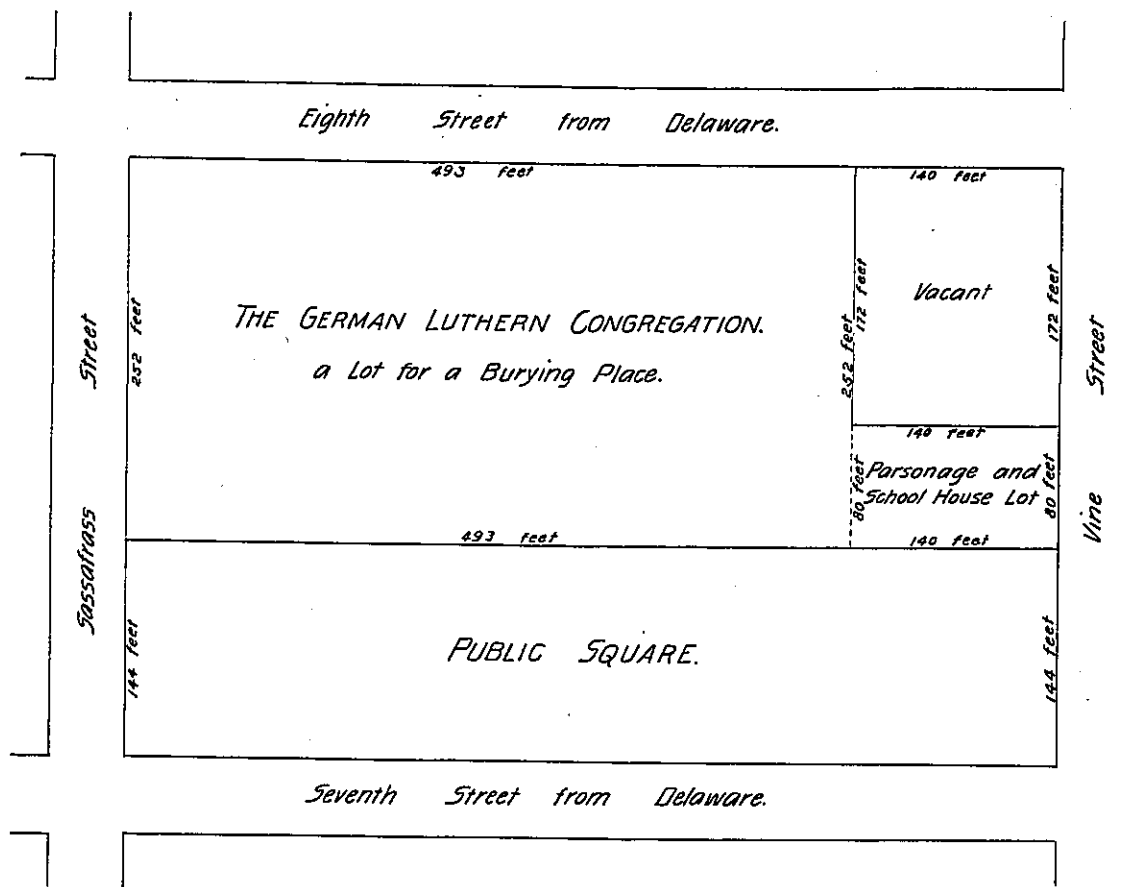 Eighth Street from Delaware.
493 feet
140 feet
252 feet
THE GERMAN LUTHERN CONGREGATION.
a Lot for a Burying Place.
252 feet
172 feet
Vacant
172 feet
140 feet
80 feet
Parsonage and
School House Lot
80 feet
493 feet
140 feet
144 feet
PUBLIC SQUARE.
144 feet
Seventh Street from Delaware.
Sassafrass Street
Vine Street